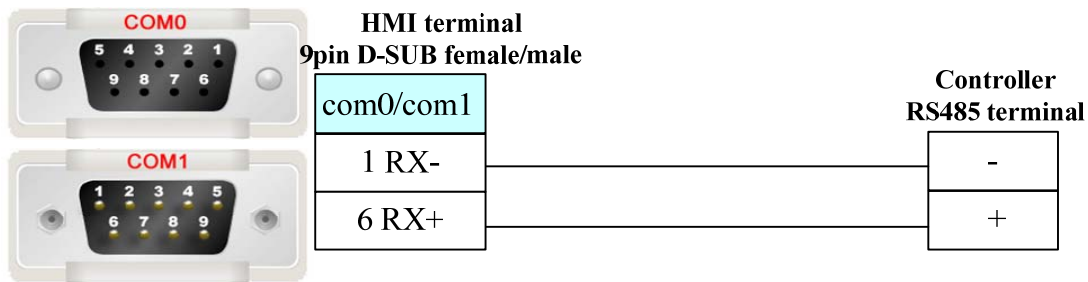 COM0
5 4 3 2 1
9 8 7 6
COM1
1 2 3 4 5
6 7 8 9
HMI terminal
9pin D-SUB female/male
com0/com1
1 RX-
6 RX+
Controller
RS485 terminal
-
+